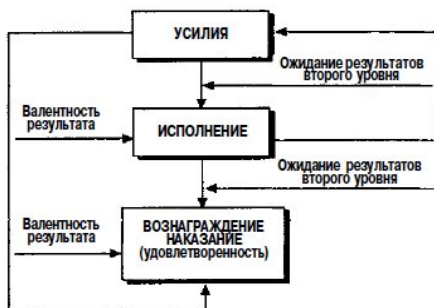 УСИЛИЯ
Ожидание результатов
второго уровня
Валентность
результата
ИСПОЛНЕНИЕ
Ожидание результатов
второго уровня
Валентность
результата
ВОЗНАГРАЖДЕНИЕ
НАКАЗАНИЕ
(удовлетворенность)